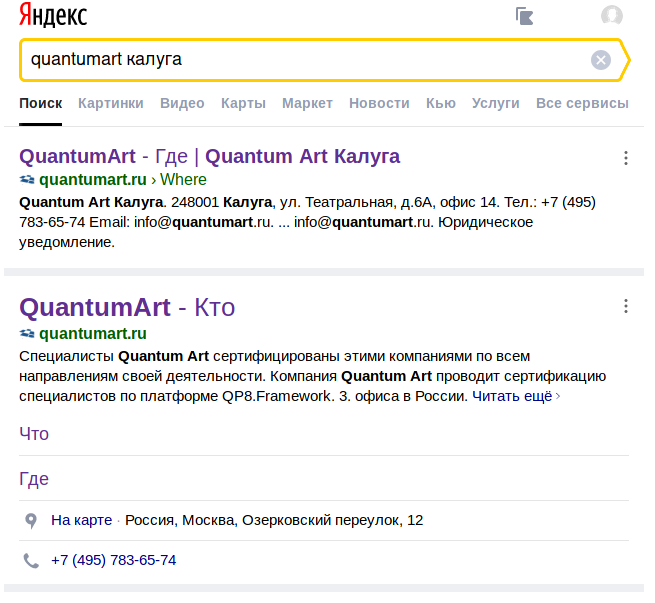 Яндекс
quantumart калуга
Поиск Картинки Видео Карты Маркет Новости Кью Услуги Все сервисы
QuantumArt - Где | Quantum Art Калуга
quantumart.ru › Where
Quantum Art Калуга. 248001 Калуга, ул. Театральная, д.6А, офис 14. Тел.: +7 (495)
783-65-74 Email: info@quantumart.ru. ... info@quantumart.ru. Юридическое
уведомление.
QuantumArt - Кто
quantumart.ru
Специалисты Quantum Art сертифицированы этими компаниями по всем
направлениям своей деятельности. Компания Quantum Art проводит сертификацию
специалистов по платформе QP8.Framework. 3. офиса в России. Читать ещё ›
Что
Где
На карте · Россия, Москва, Озерковский переулок, 12
+7 (495) 783-65-74